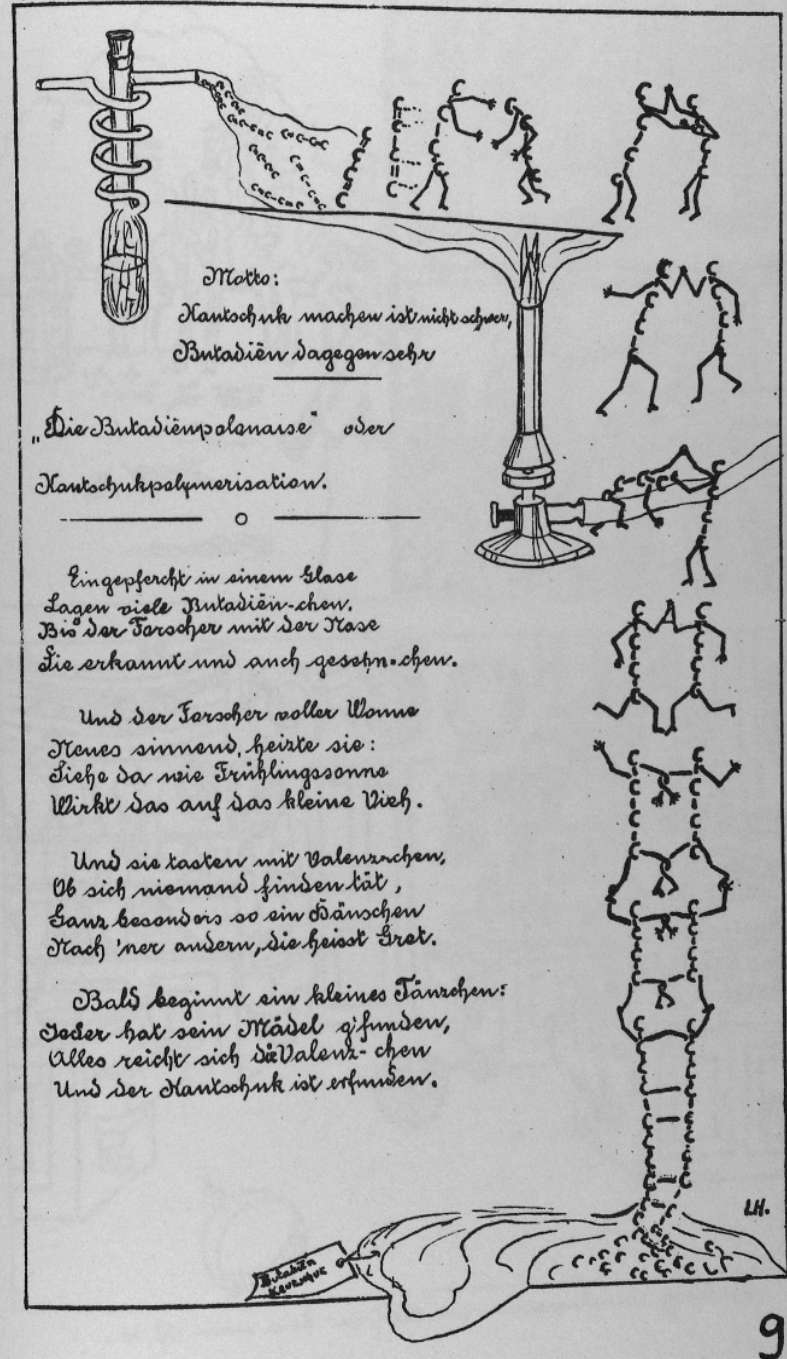 Motto:
Kautschuk machen ist nicht schwer,
Butadiën dagegen sehr
„Die Butadiënpolonaise" oder
Kautschukpolymerisation.
Eingepfercht in einem Glase
Lagen viele Butadiën-chen.
Bis der Forscher mit der Nase
Sie erkannt und auch gesehn-chen.
Und der Forscher voller Wonne
Neues sinnend, heizte sie:
Siehe da wie Frühlingssonne
Wirkt das auf das kleine Vieh.
Und sie tasten mit Valenzchen,
Ob sich niemand finden tät,
Ganz besonders so ein Hänschen
Nach 'ner andern, die heisst Gret.
Bald beginnt ein kleines Tänzchen:
Jeder hat sein Mädel g'funden,
Alles reicht sich die Valenz-chen
Und der Kautschuk ist erfunden.
LH.
Butadiën
Kautschuk
9